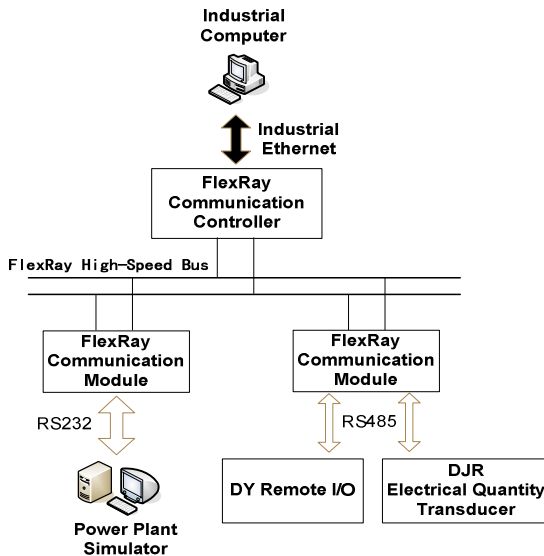 Industrial
Computer
Industrial
Ethernet
FlexRay
Communication
Controller
FlexRay High-Speed Bus
FlexRay
Communication
Module
FlexRay
Communication
Module
RS232
RS485
DY Remote I/O
DJR
Electrical Quantity
Transducer
Power Plant
Simulator